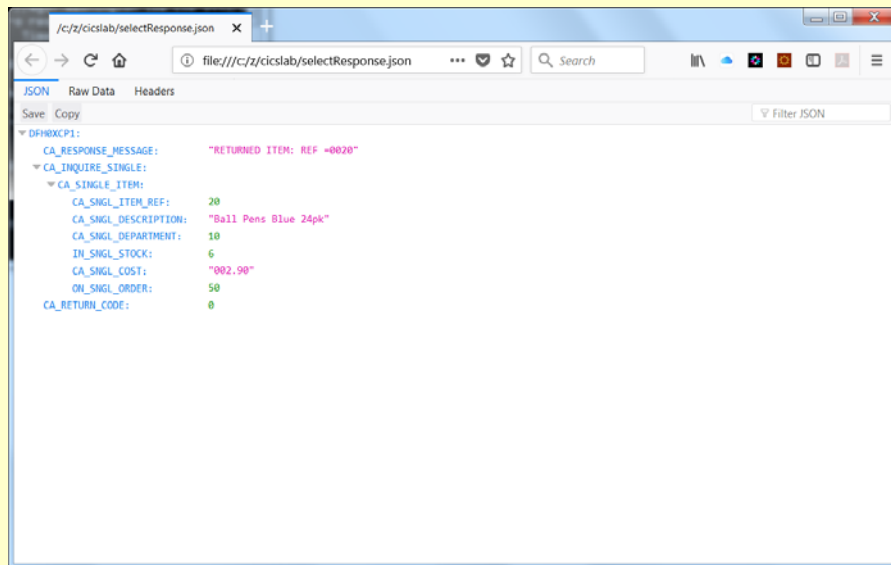 /c:/z/cicslab/selectResponse.json
file:///c:/z/cicslab/selectResponse.json
Search
JSON Raw Data Headers
Save Copy
Filter JSON
DFH0XCP1:
CA_RESPONSE_MESSAGE: "RETURNED ITEM: REF =0020"
CA_INQUIRE_SINGLE:
CA_SINGLE_ITEM:
CA_SNGL_ITEM_REF: 20
CA_SNGL_DESCRIPTION: "Ball Pens Blue 24pk"
CA_SNGL_DEPARTMENT: 10
IN_SNGL_STOCK: 6
CA_SNGL_COST: "002.90"
ON_SNGL_ORDER: 50
CA_RETURN_CODE: 0